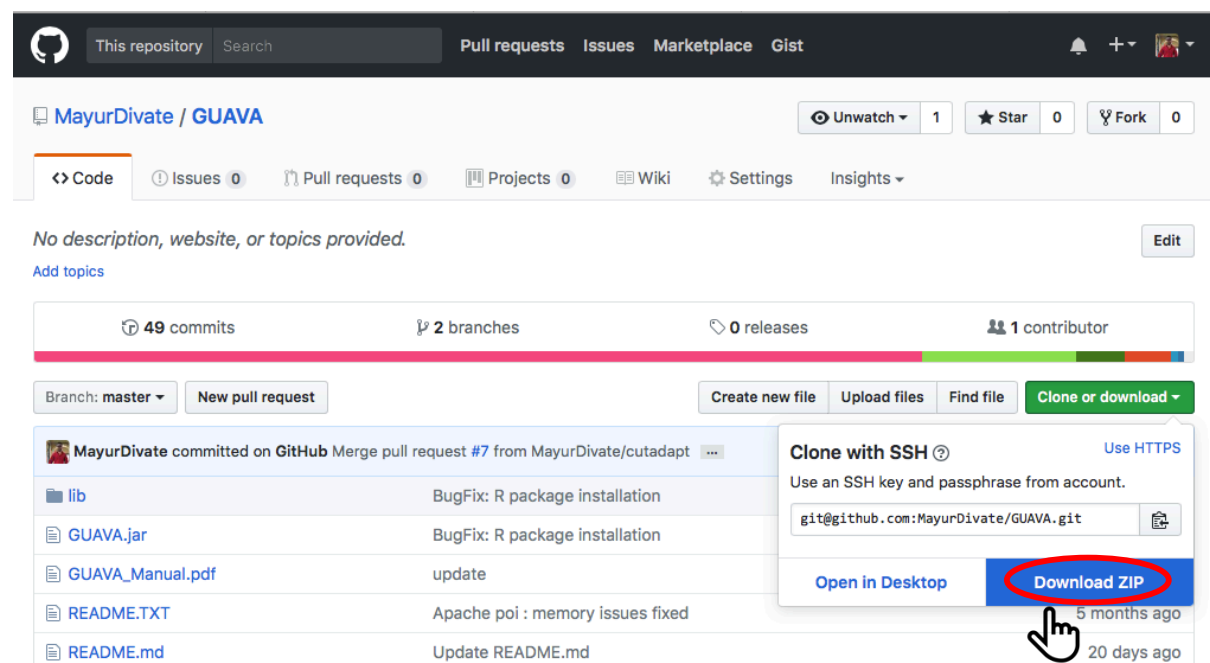 This repository Search Pull requests Issues Marketplace Gist
MayurDivate / GUAVA Unwatch 1 Star 0 Fork 0
Code Issues 0 Pull requests 0 Projects 0 Wiki Settings Insights
No description, website, or topics provided. Edit
Add topics
49 commits 2 branches 0 releases 1 contributor
Branch: master New pull request Create new file Upload files Find file Clone or download
MayurDivate committed on GitHub Merge pull request #7 from MayurDivate/cutadapt ...
Clone with SSH Use HTTPS
Use an SSH key and passphrase from account.
git@github.com:MayurDivate/GUAVA.git
Open in Desktop Download ZIP
lib BugFix: R package installation
GUAVA.jar BugFix: R package installation
GUAVA_Manual.pdf update
README.TXT Apache poi : memory issues fixed 5 months ago
README.md Update README.md 20 days ago